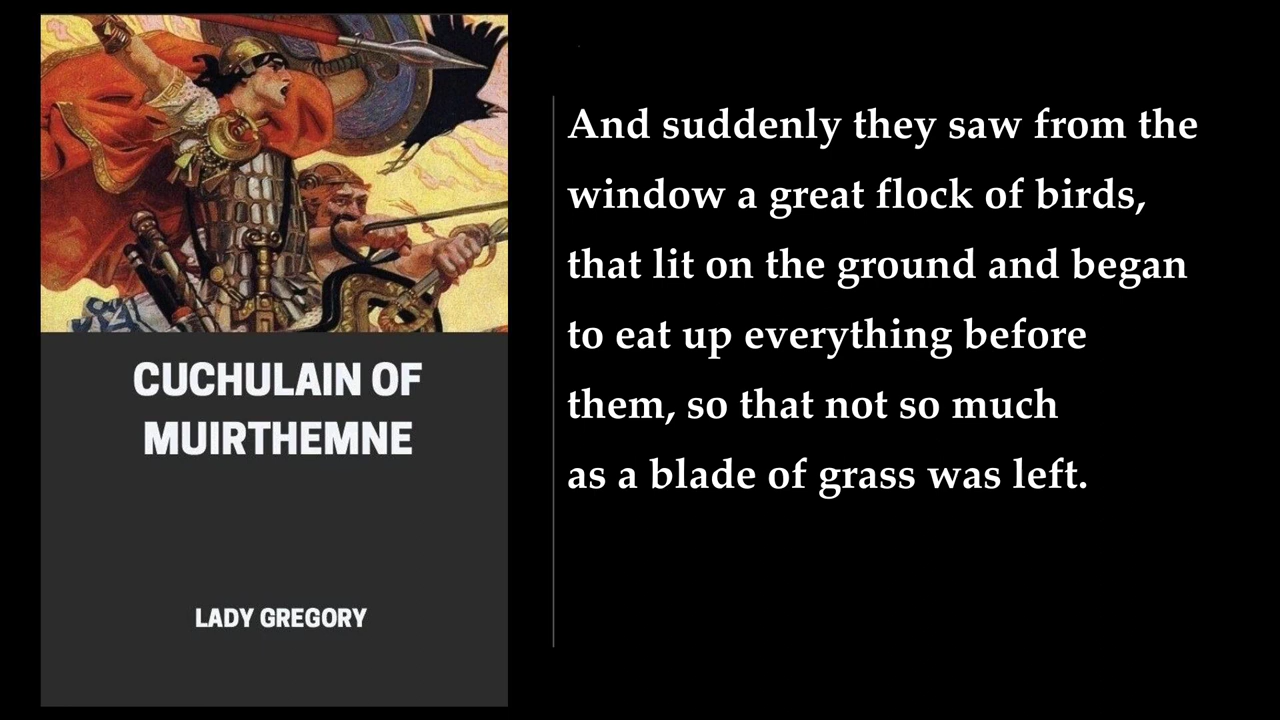 CUCHULAIN OF
MUIRTHEMNE
LADY GREGORY
And suddenly they saw from the
window a great flock of birds,
that lit on the ground and began
to eat up everything before
them, so that not so much
as a blade of grass was left.